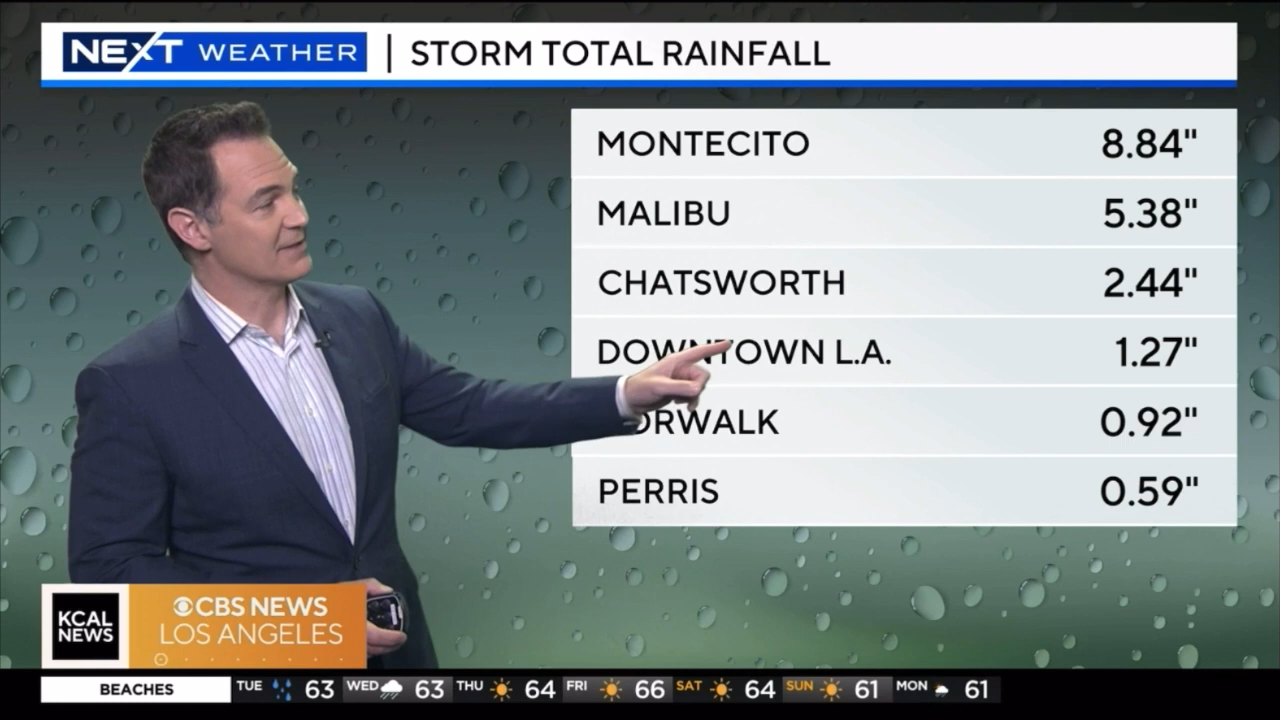 NEXT WEATHER | STORM TOTAL RAINFALL
MONTECITO 8.84"
MALIBU 5.38"
CHATSWORTH 2.44"
DOWNTOWN L.A. 1.27"
ORWALK 0.92"
PERRIS 0.59"
KCAL NEWS
CBS NEWS
LOS ANGELES
BEACHES TUE 63 WED 63 THU 64 FRI 66 SAT 64 SUN 61 MON 61